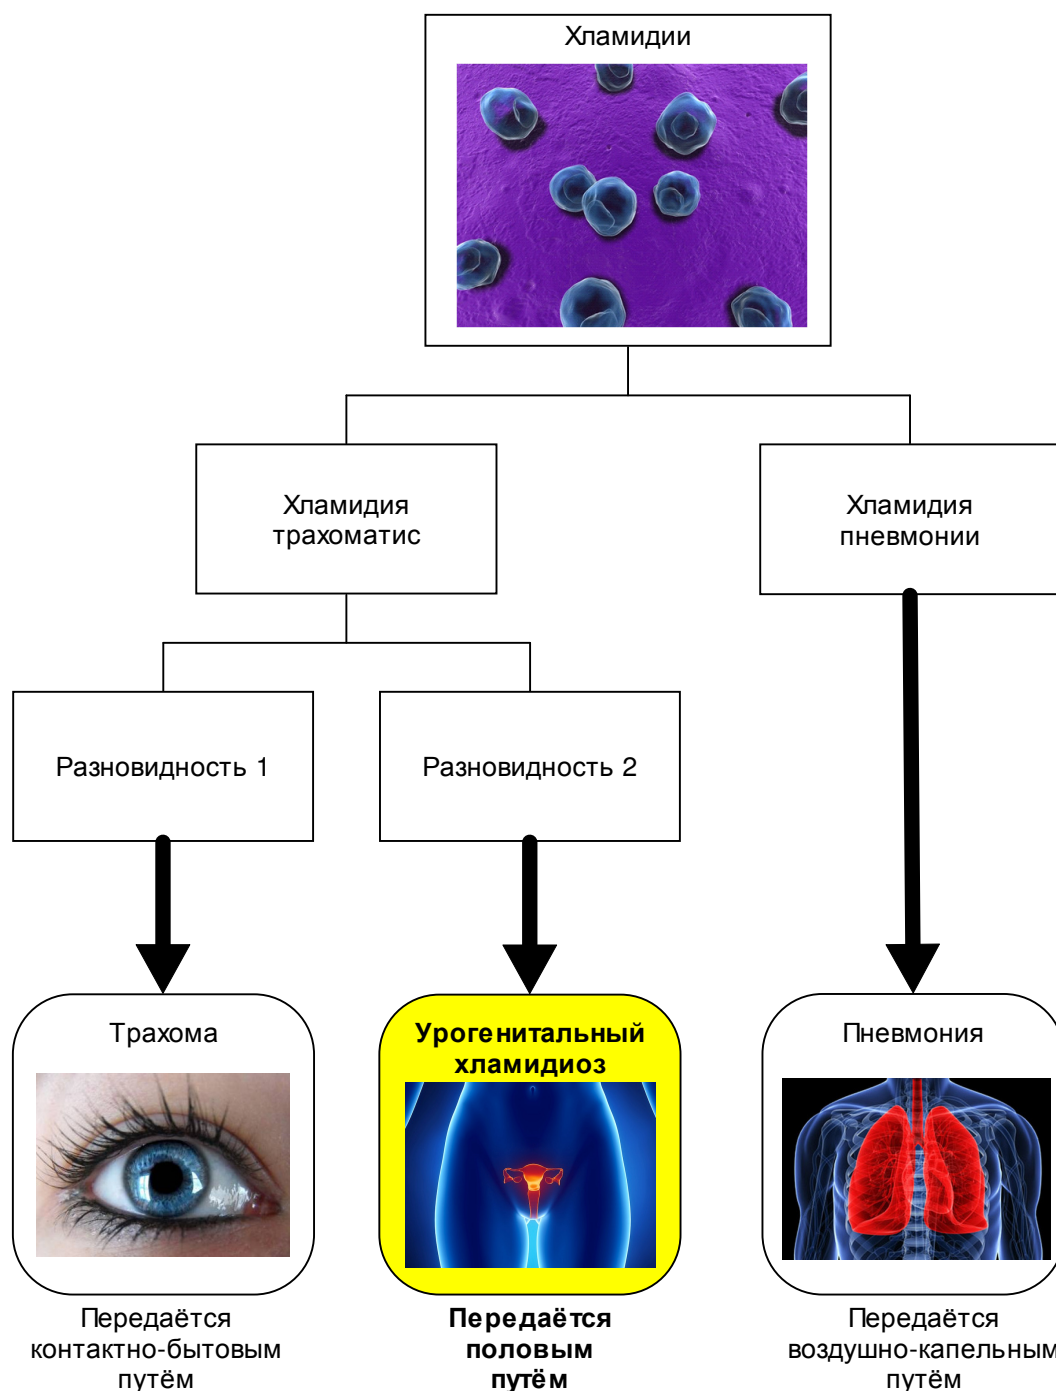 Хламидии
Хламидия
трахоматис
Хламидия
пневмонии
Разновидность 1
Разновидность 2
Трахома
Урогенитальный
хламидиоз
Пневмония
Передаётся
контактно-бытовым
путём
Передаётся
половым
путём
Передаётся
воздушно-капельным
путём